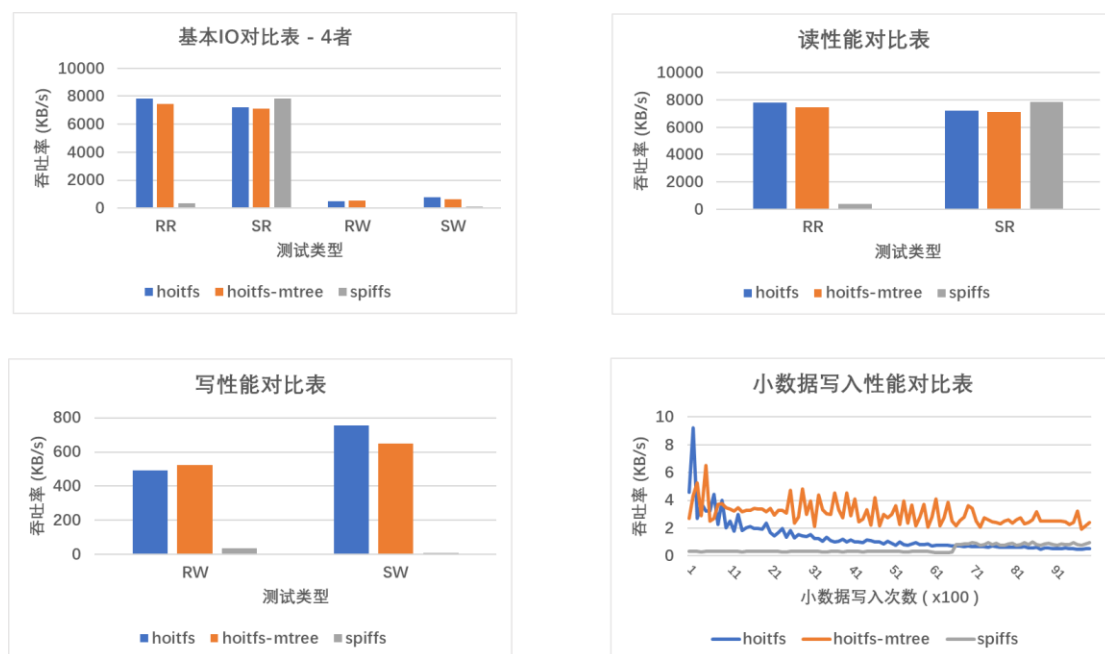 基本IO对比表 - 4者
吞吐率 (KB/s)
10000
8000
6000
4000
2000
0
RR SR RW SW
测试类型
hoitfs hoitfs-mtree spiffs
读性能对比表
吞吐率 (KB/s)
10000
8000
6000
4000
2000
0
RR SR
测试类型
hoitfs hoitfs-mtree spiffs
写性能对比表
吞吐率 (KB/s)
800
600
400
200
0
RW SW
测试类型
hoitfs hoitfs-mtree spiffs
小数据写入性能对比表
吞吐率 (KB/s)
10
8
6
4
2
0
1 11 21 31 41 51 61 71 81 91
小数据写入次数 ( x100 )
hoitfs hoitfs-mtree spiffs